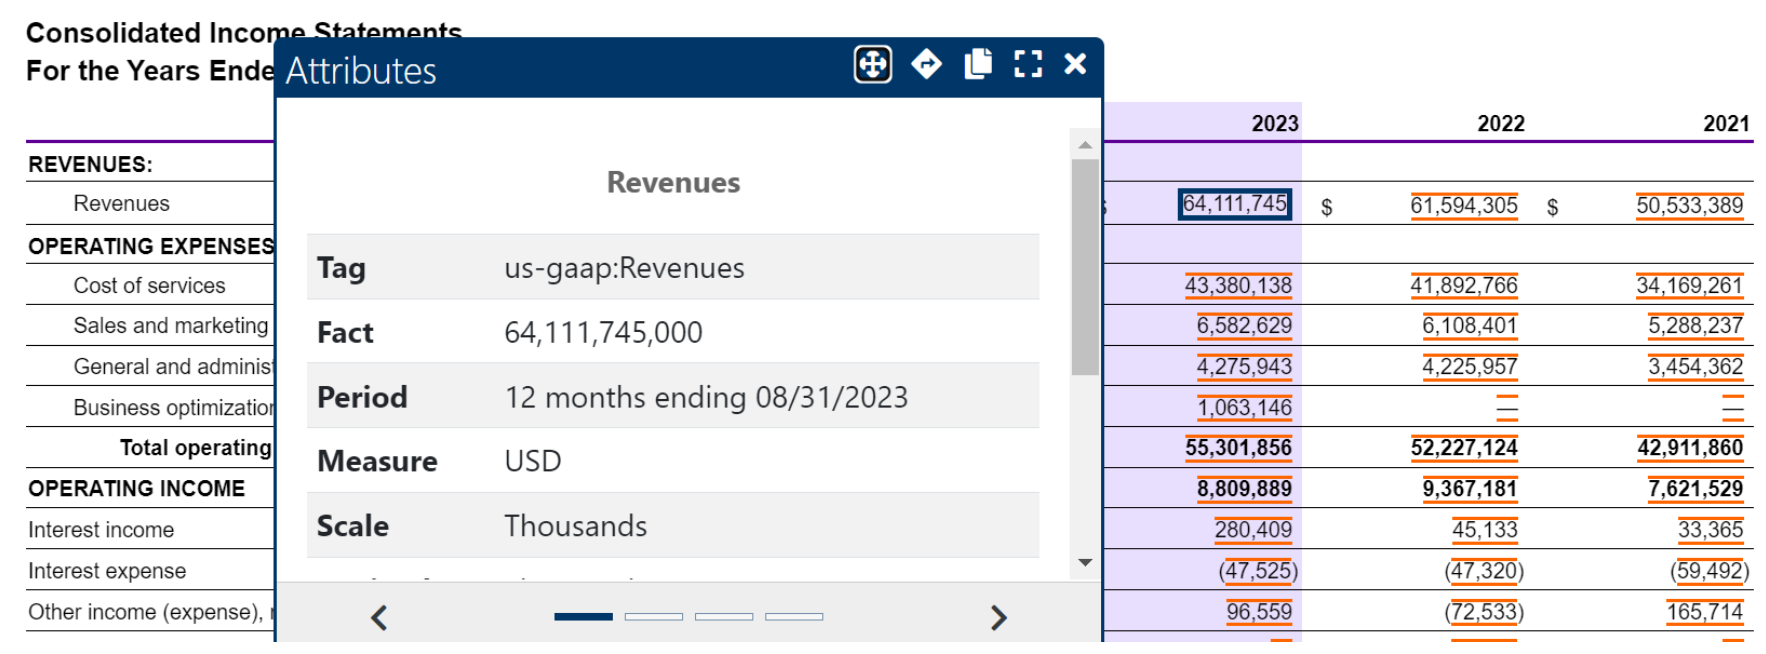 Consolidated Income Statements
For the Years Ende
Attributes
2023 2022 2021
REVENUES:
Revenues 64,111,745 $ 61,594,305 $ 50,533,389
OPERATING EXPENSES
Cost of services 43,380,138 41,892,766 34,169,261
Sales and marketing 6,582,629 6,108,401 5,288,237
General and administ 4,275,943 4,225,957 3,454,362
Business optimization 1,063,146 — —
Total operating 55,301,856 52,227,124 42,911,860
OPERATING INCOME 8,809,889 9,367,181 7,621,529
Interest income 280,409 45,133 33,365
Interest expense (47,525) (47,320) (59,492)
Other income (expense), 96,559 (72,533) 165,714
Revenues
Tag us-gaap:Revenues
Fact 64,111,745,000
Period 12 months ending 08/31/2023
Measure USD
Scale Thousands